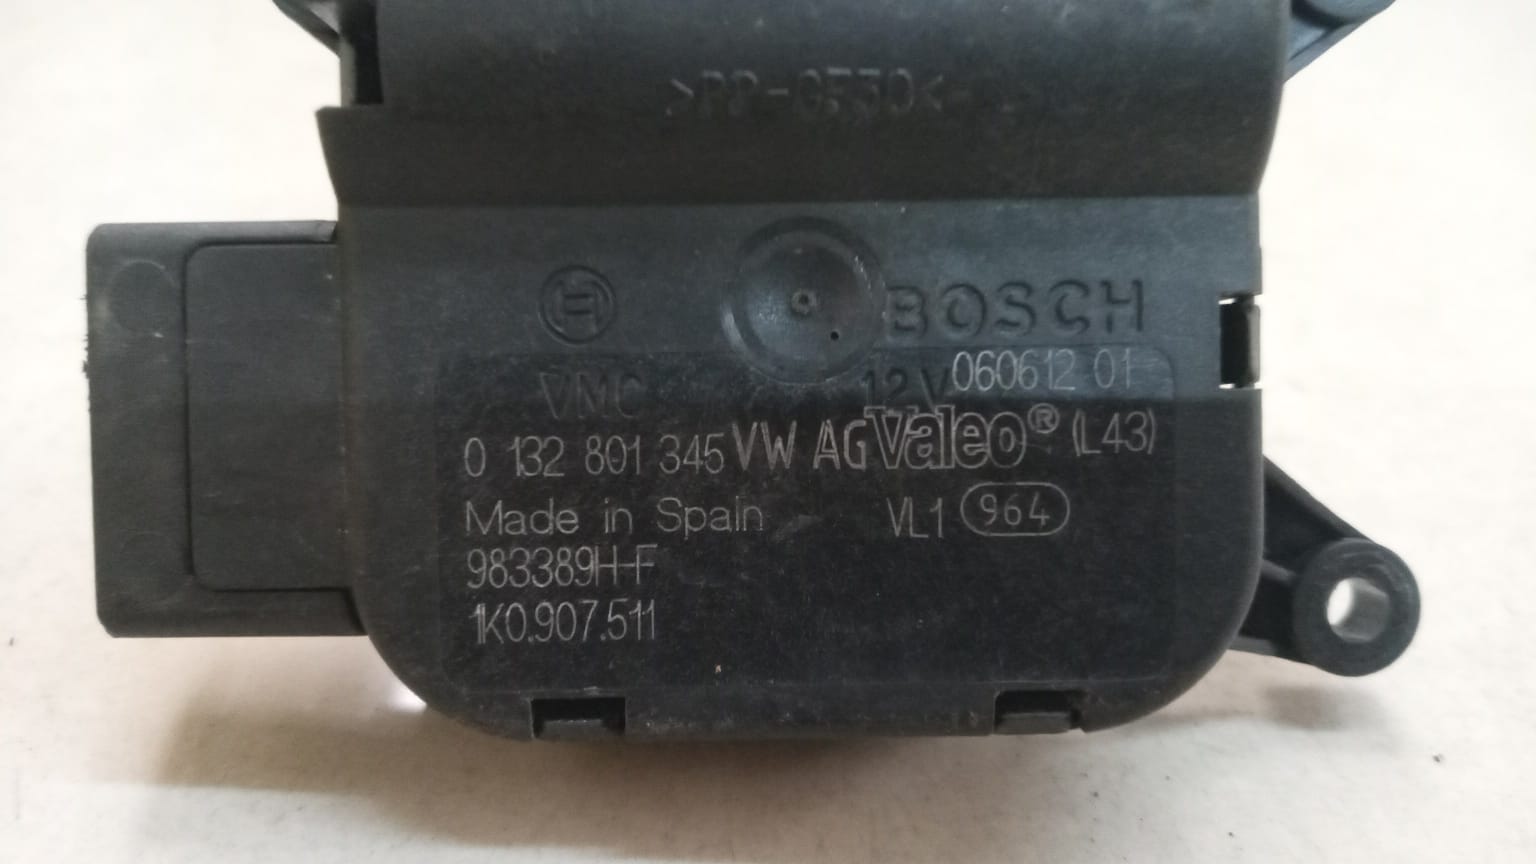 >PP-GF30<
BOSCH
VMC 12V 060612 01
0 132 801 345 VW AG Valeo® (L43)
Made in Spain VL1 964
983389H-F
1K0.907.511